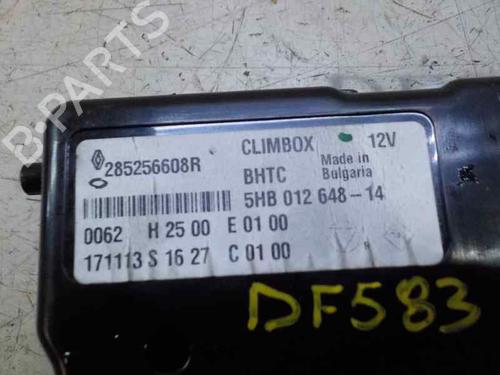 CLIMBOX 12V
285256608R
BHTC Made in Bulgaria
5HB 012 648-14
0062 H 25 00 E 01 00
171113 S 16 27 C 01 00
DF583
B-PARTS